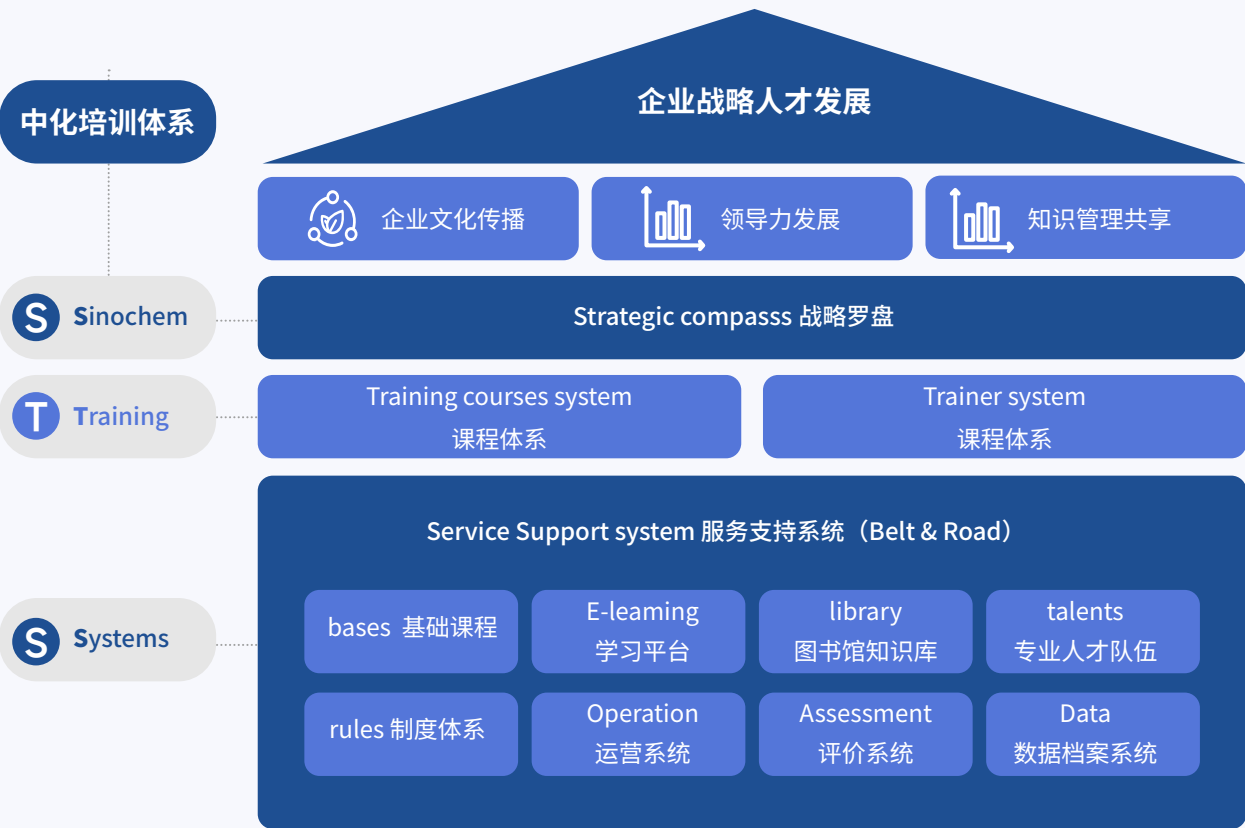 中化培训体系
企业战略人才发展
企业文化传播
领导力发展
知识管理共享
S Sinochem
Strategic compasss 战略罗盘
T Training
Training courses system
课程体系
Trainer system
课程体系
Service Support system 服务支持系统（Belt & Road）
S Systems
bases 基础课程
E-leaming
学习平台
library
图书馆知识库
talents
专业人才队伍
rules 制度体系
Operation
运营系统
Assessment
评价系统
Data
数据档案系统